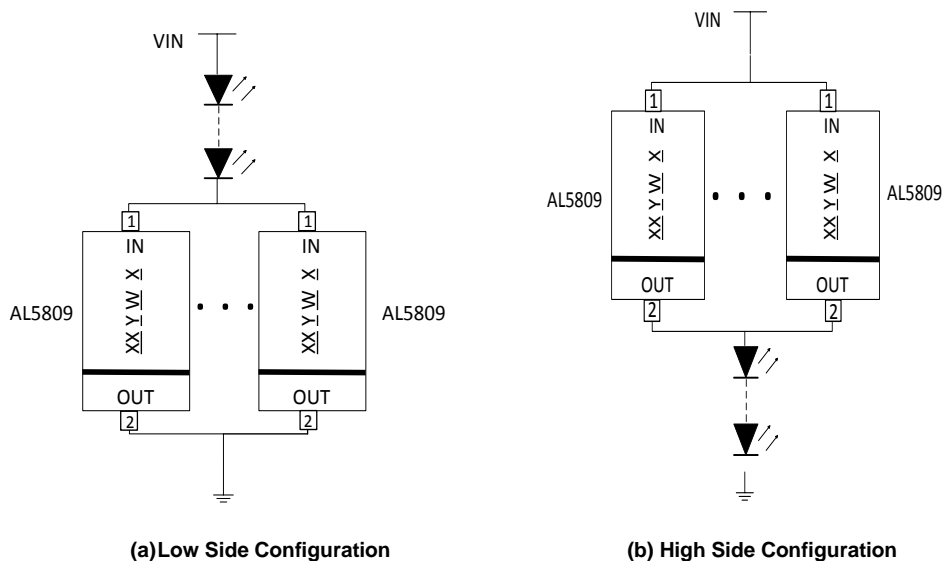 VIN
1
1
IN
IN
XX Y W X
XX Y W X
AL5809
AL5809
OUT
OUT
2
2
(a)Low Side Configuration
VIN
1
1
IN
IN
XX Y W X
XX Y W X
AL5809
AL5809
OUT
OUT
2
2
(b) High Side Configuration